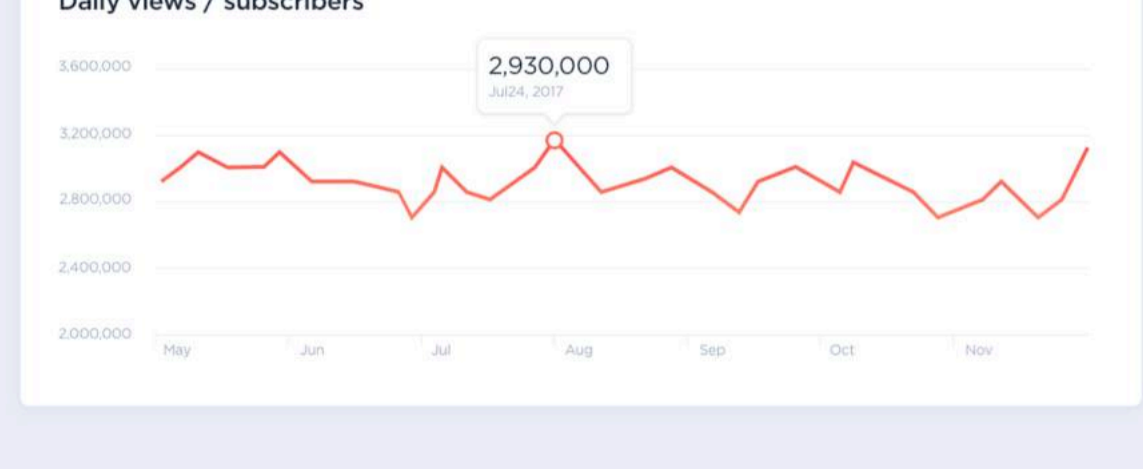 Daily views / subscribers
3,600,000
2,930,000
Jul24, 2017
3,200,000
2,800,000
2,400,000
2,000,000
May Jun Jul Aug Sep Oct Nov